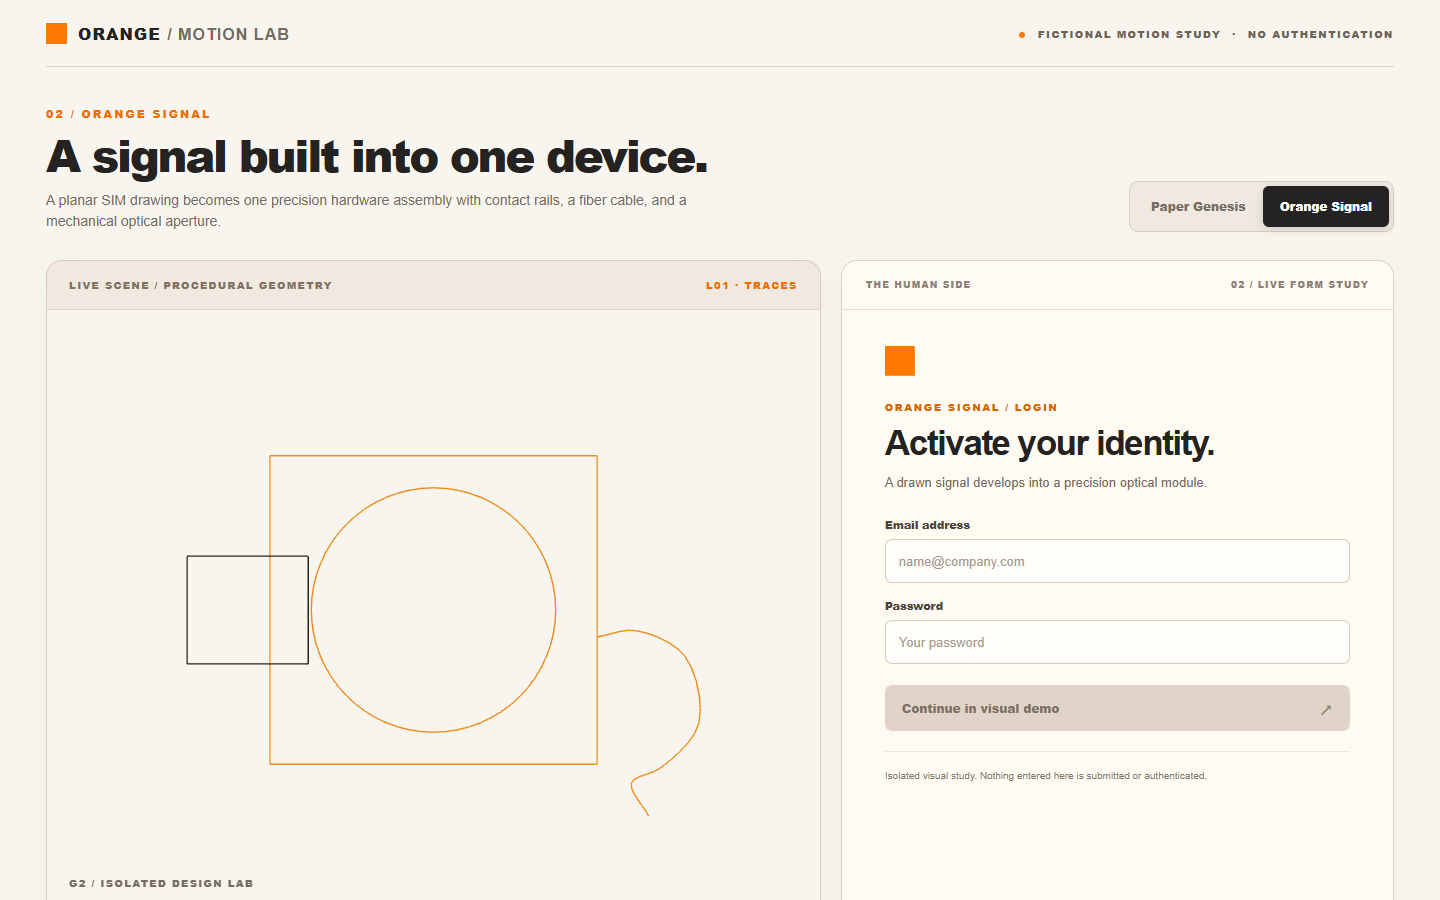 ORANGE / MOTION LAB
FICTIONAL MOTION STUDY · NO AUTHENTICATION
02 / ORANGE SIGNAL
A signal built into one device.
A planar SIM drawing becomes one precision hardware assembly with contact rails, a fiber cable, and a
mechanical optical aperture.
Paper Genesis
Orange Signal
LIVE SCENE / PROCEDURAL GEOMETRY
L01 · TRACES
G2 / ISOLATED DESIGN LAB
THE HUMAN SIDE
02 / LIVE FORM STUDY
ORANGE SIGNAL / LOGIN
Activate your identity.
A drawn signal develops into a precision optical module.
Email address
name@company.com
Password
Your password
Continue in visual demo ↗
Isolated visual study. Nothing entered here is submitted or authenticated.